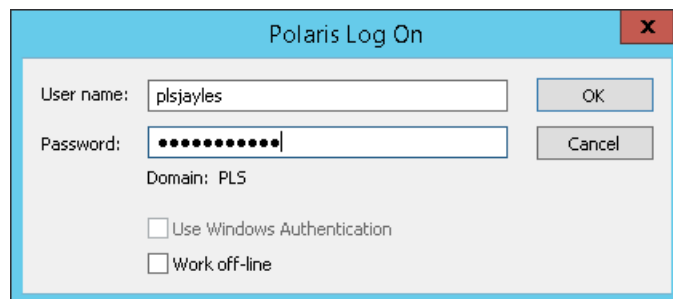 Polaris Log On
x
User name: plsjayles OK
Password: ●●●●●●●●●●● Cancel
Domain: PLS
Use Windows Authentication
Work off-line